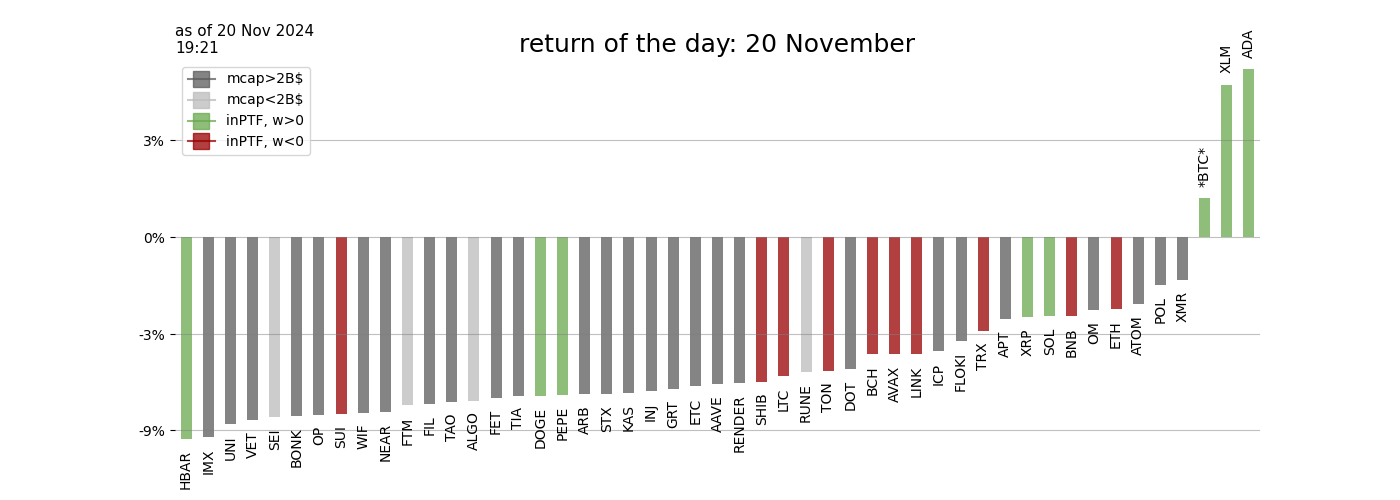 as of 20 Nov 2024
19:21
return of the day: 20 November
mcap>2B$
mcap<2B$
inPTF, w>0
inPTF, w<0
3%
0%
-3%
-9%
HBAR
IMX
UNI
VET
SEI
BONK
OP
SUI
WIF
NEAR
FTM
FIL
TAO
ALGO
FET
TIA
DOGE
PEPE
ARB
STX
KAS
INJ
GRT
ETC
AAVE
RENDER
SHIB
LTC
RUNE
TON
DOT
BCH
AVAX
LINK
ICP
FLOKI
TRX
APT
XRP
SOL
BNB
OM
ETH
ATOM
POL
XMR
*BTC*
XLM
ADA